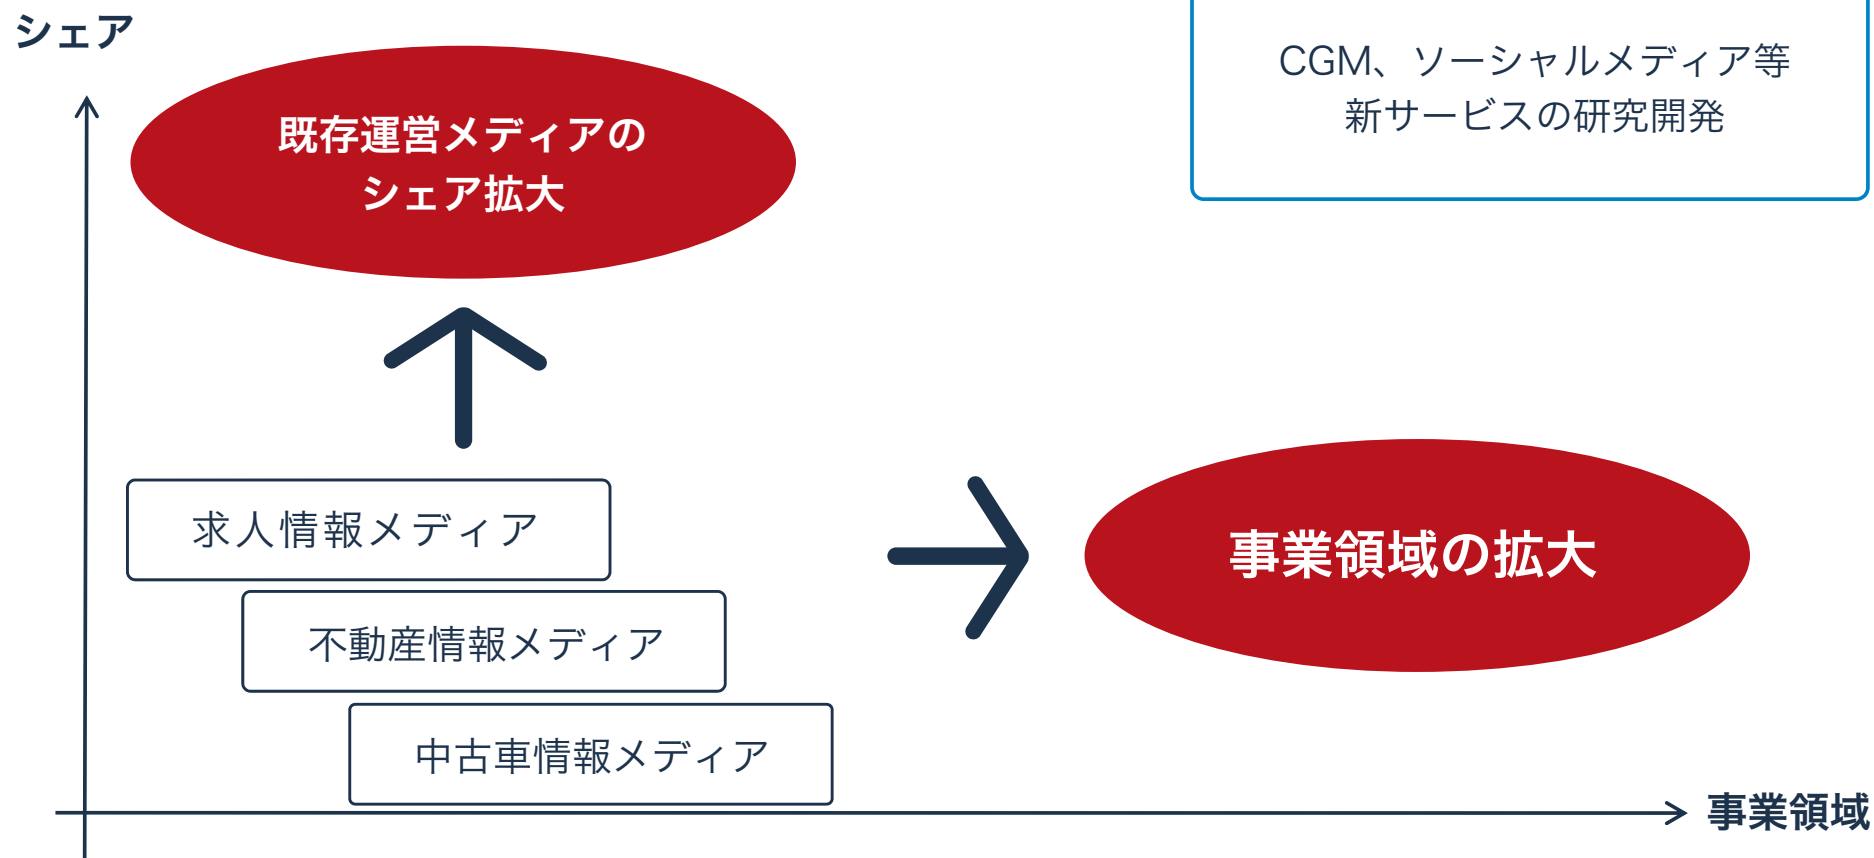 シェア
CGM、ソーシャルメディア等
新サービスの研究開発
既存運営メディアの
シェア拡大
求人情報メディア
事業領域の拡大
不動産情報メディア
中古車情報メディア
事業領域